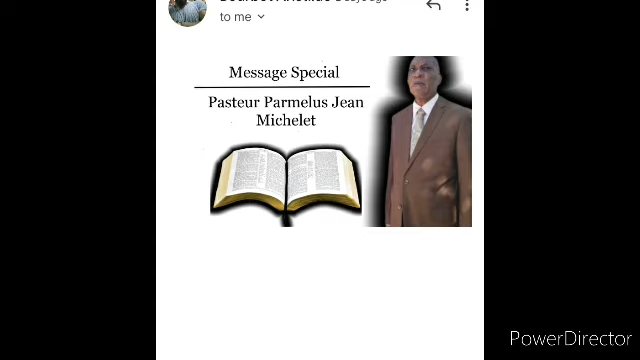 to me
Message Special
Pasteur Parmelus Jean
Michelet
PowerDirector